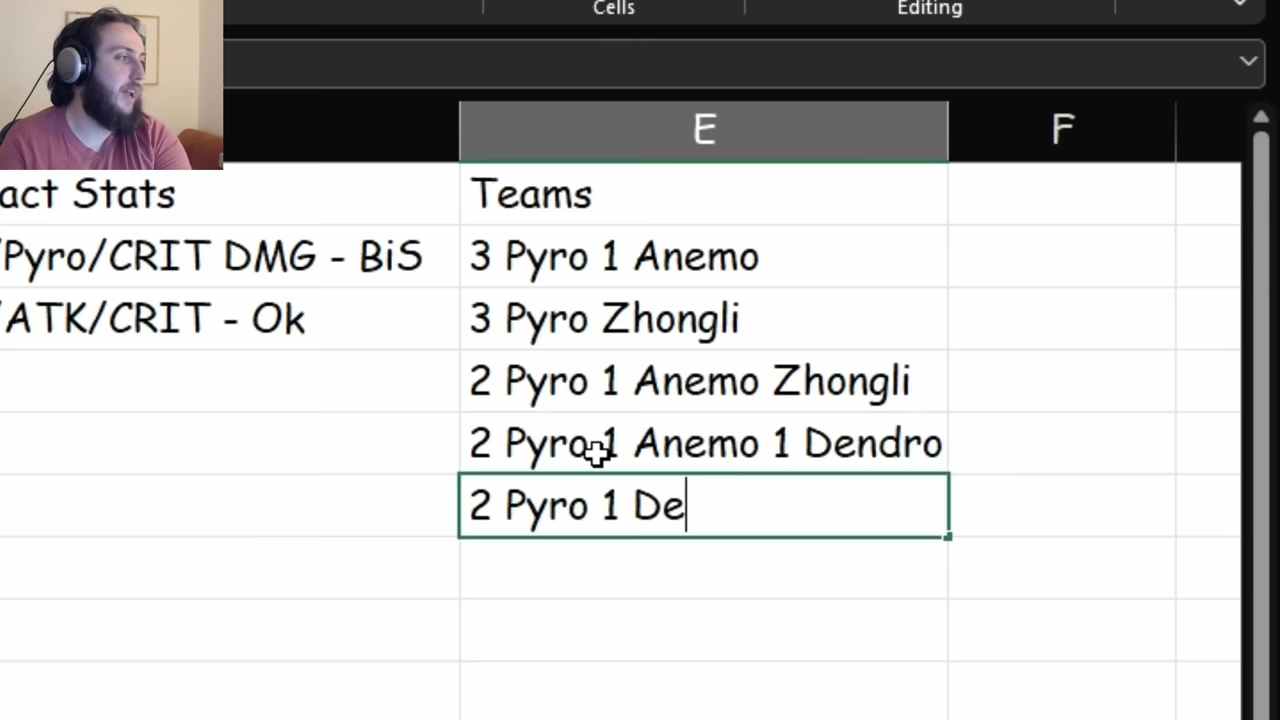 Cells
Editing
E
F
act Stats
Teams
/Pyro/CRIT DMG - BiS
3 Pyro 1 Anemo
/ATK/CRIT - Ok
3 Pyro Zhongli
2 Pyro 1 Anemo Zhongli
2 Pyro 1 Anemo 1 Dendro
2 Pyro 1 De